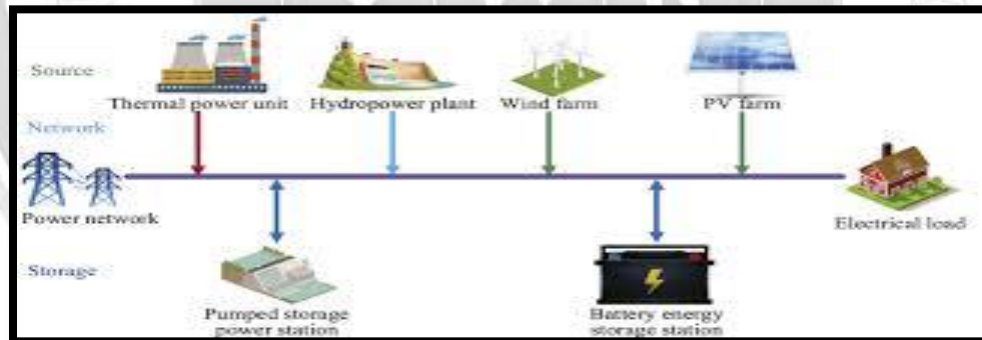 Source
Thermal power unit Hydropower plant Wind farm PV farm
Network
Power network
Electrical load
Storage
Pumped storage
power station
Battery energy
storage station